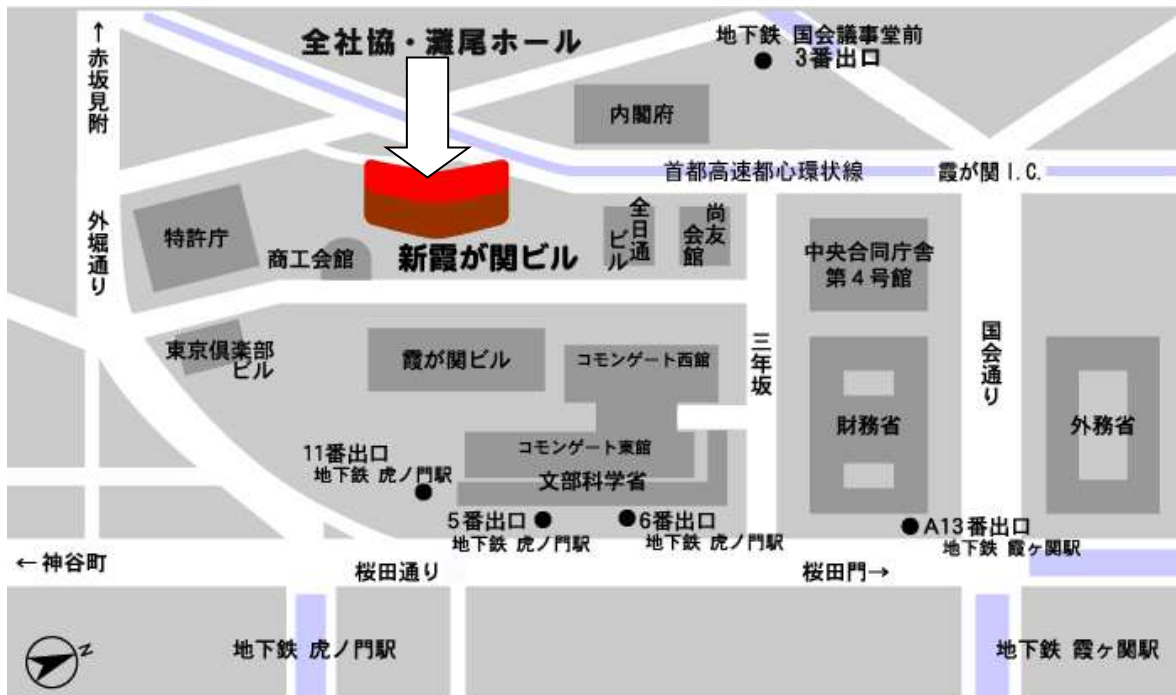 全社協・灘尾ホール
地下鉄 国会議事堂前
3番出口
↑赤坂見附
内閣府
首都高速都心環状線
霞が関 I.C.
外堀通り
特許庁
商工会館
新霞が関ビル
全日通
ビル
尚友
会館
中央合同庁舎
第4号館
東京倶楽部
ビル
霞が関ビル
コモンゲート西館
三年坂
国会通り
財務省
外務省
11番出口
地下鉄 虎ノ門駅
コモンゲート東館
文部科学省
5番出口
地下鉄 虎ノ門駅
6番出口
地下鉄 虎ノ門駅
A13番出口
地下鉄 霞ヶ関駅
←神谷町
桜田通り
桜田門→
N
地下鉄 虎ノ門駅
地下鉄 霞ヶ関駅